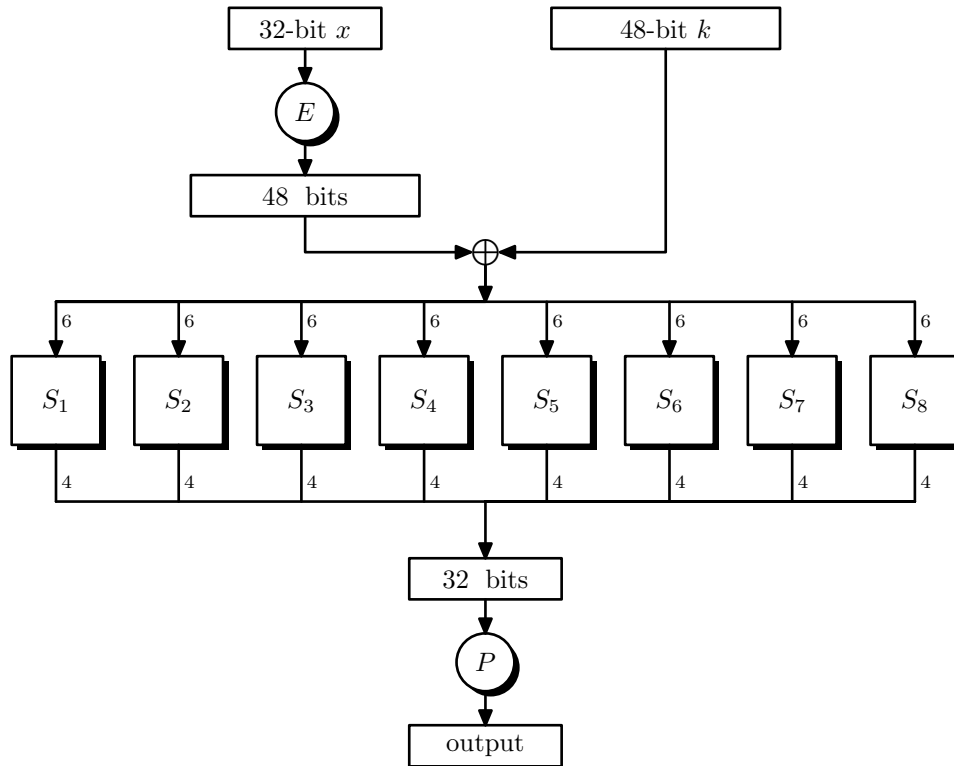 32-bit x 48-bit k
E
48 bits
6 6 6 6 6 6 6 6
S₁ S₂ S₃ S₄ S₅ S₆ S₇ S₈
4 4 4 4 4 4 4 4
32 bits
P
output